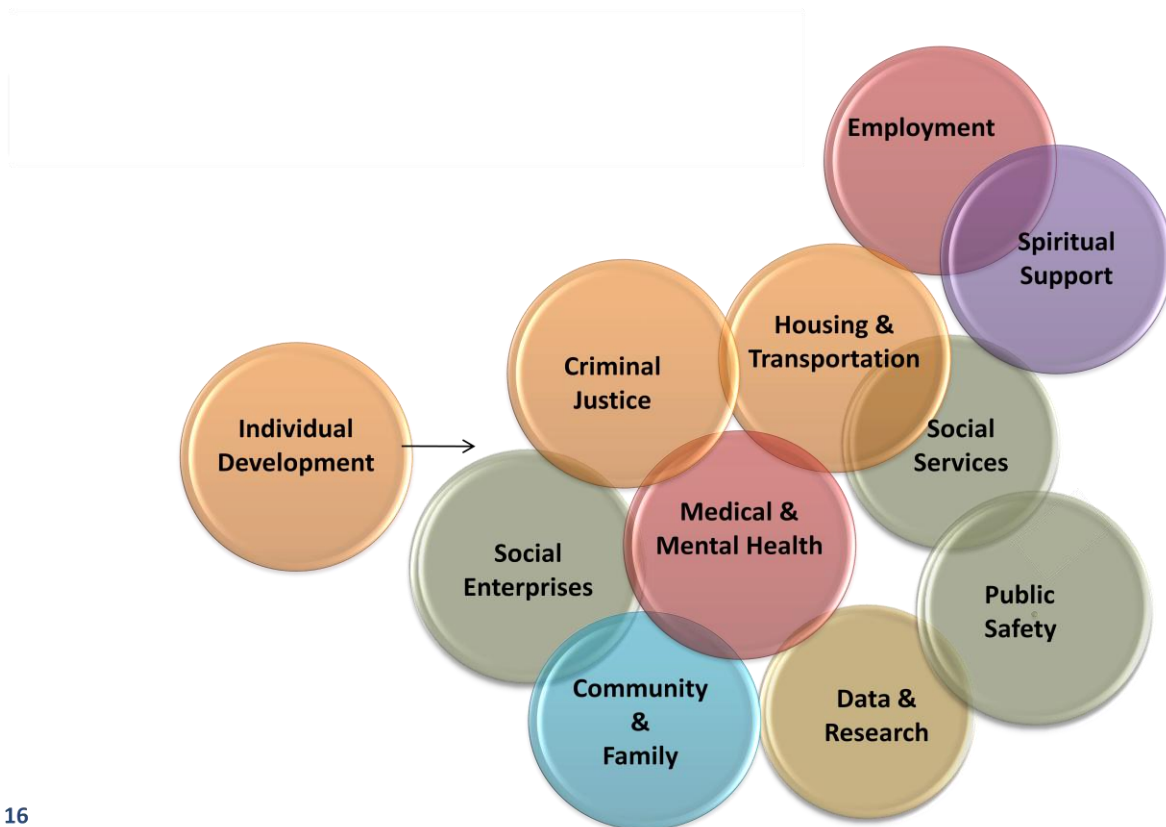 Employment
Spiritual
Support
Housing &
Transportation
Criminal
Justice
Individual
Development
Social
Services
Medical &
Mental Health
Social
Enterprises
Public
Safety
Community
&
Family
Data &
Research
16